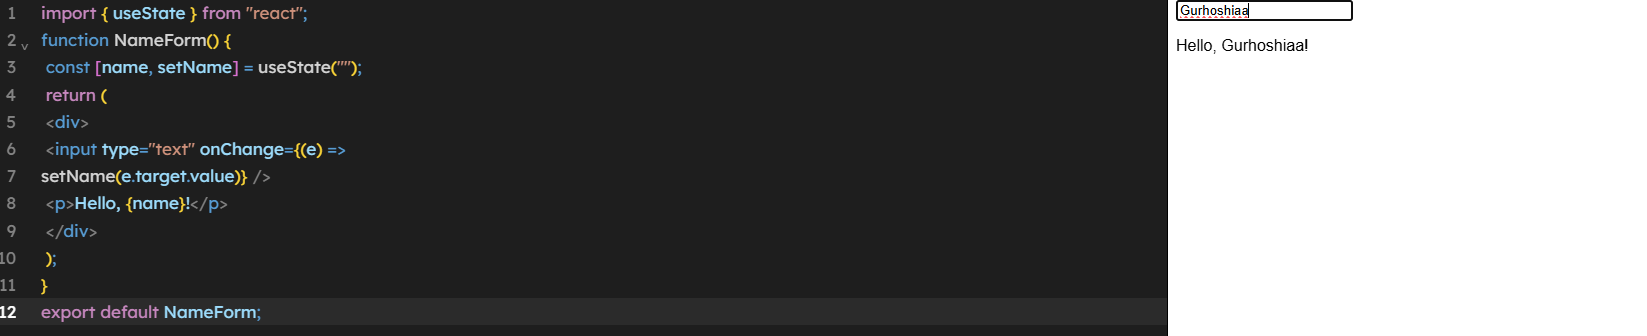 1 import { useState } from "react";
2 function NameForm() {
3 const [name, setName] = useState("");
4 return (
5 <div>
6 <input type="text" onChange={(e) =>
7 setName(e.target.value)} />
8 <p>Hello, {name}!</p>
9 </div>
10 );
11 }
12 export default NameForm;
Gurhoshiaa
Hello, Gurhoshiaa!